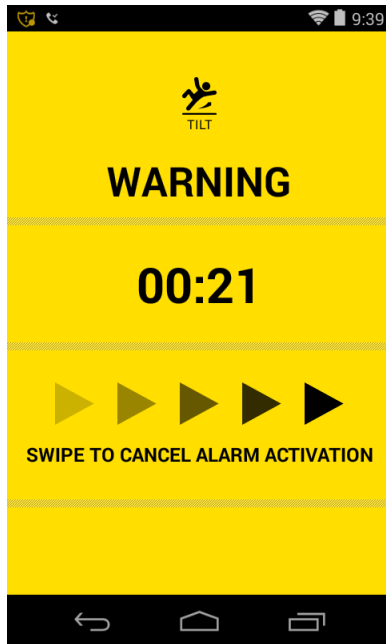 9:39
TILT
WARNING
00:21
SWIPE TO CANCEL ALARM ACTIVATION